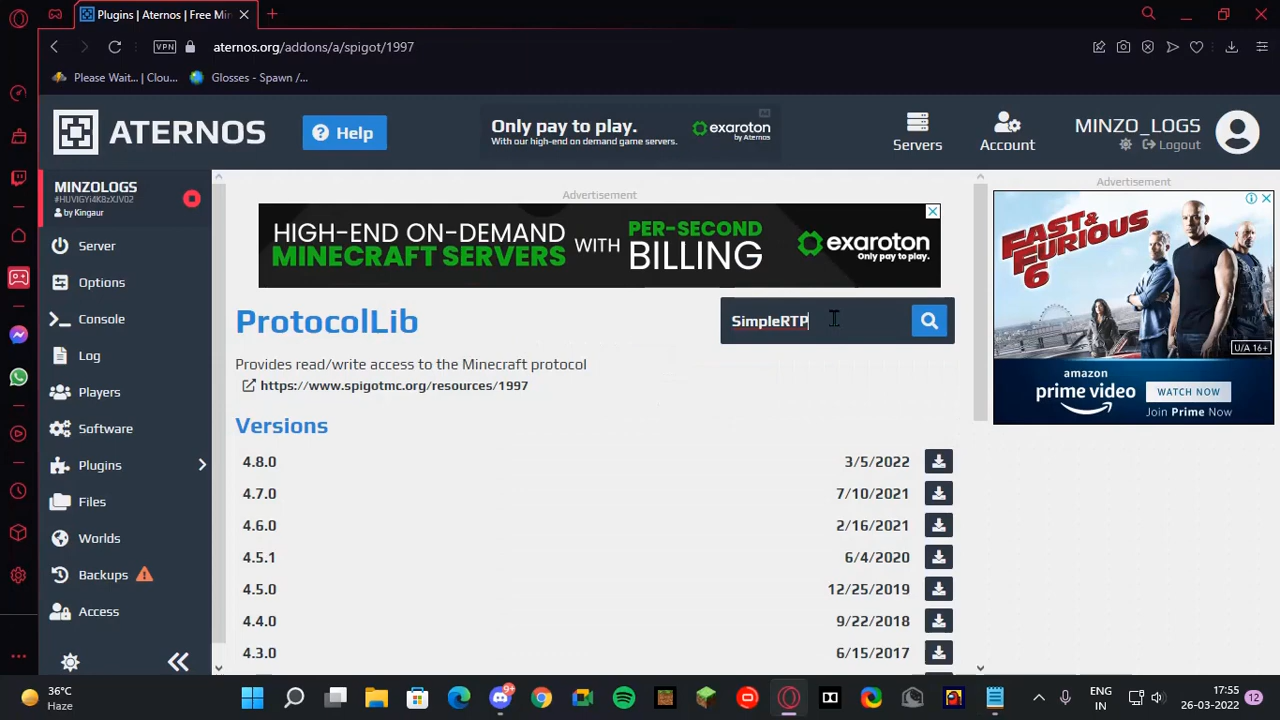 Plugins | Aternos | Free Min
aternos.org/addons/a/spigot/1997
VPN
Please Wait... | Clou...
Glosses - Spawn /...
ATERNOS
Help
Only pay to play.
With our high-end on demand game servers.
exaroton
by Aternos
Ad
Servers
Account
MINZO_LOGS
Logout
MINZOLOGS
#HUVIGYi4K8zXJV02
by Kingaur
Server
Options
Console
Log
Players
Software
Plugins
Files
Worlds
Backups
Access
Advertisement
HIGH-END ON-DEMAND
MINECRAFT SERVERS
WITH
PER-SECOND
BILLING
exaroton
Only pay to play.
ProtocolLib
SimpleRTP
Provides read/write access to the Minecraft protocol
https://www.spigotmc.org/resources/1997
Versions
4.8.0 3/5/2022
4.7.0 7/10/2021
4.6.0 2/16/2021
4.5.1 6/4/2020
4.5.0 12/25/2019
4.4.0 9/22/2018
4.3.0 6/15/2017
Advertisement
FAST &
FURIOUS
6
U/A 16+
amazon
prime video
WATCH NOW
Join Prime Now
36°C
Haze
9+
ENG
IN
17:55
26-03-2022
12